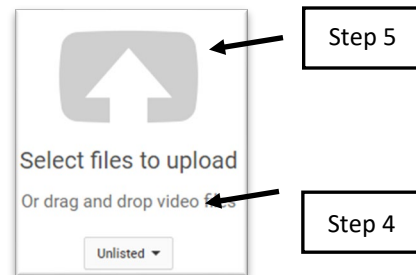 Step 5
Select files to upload
Or drag and drop video files
Step 4
Unlisted